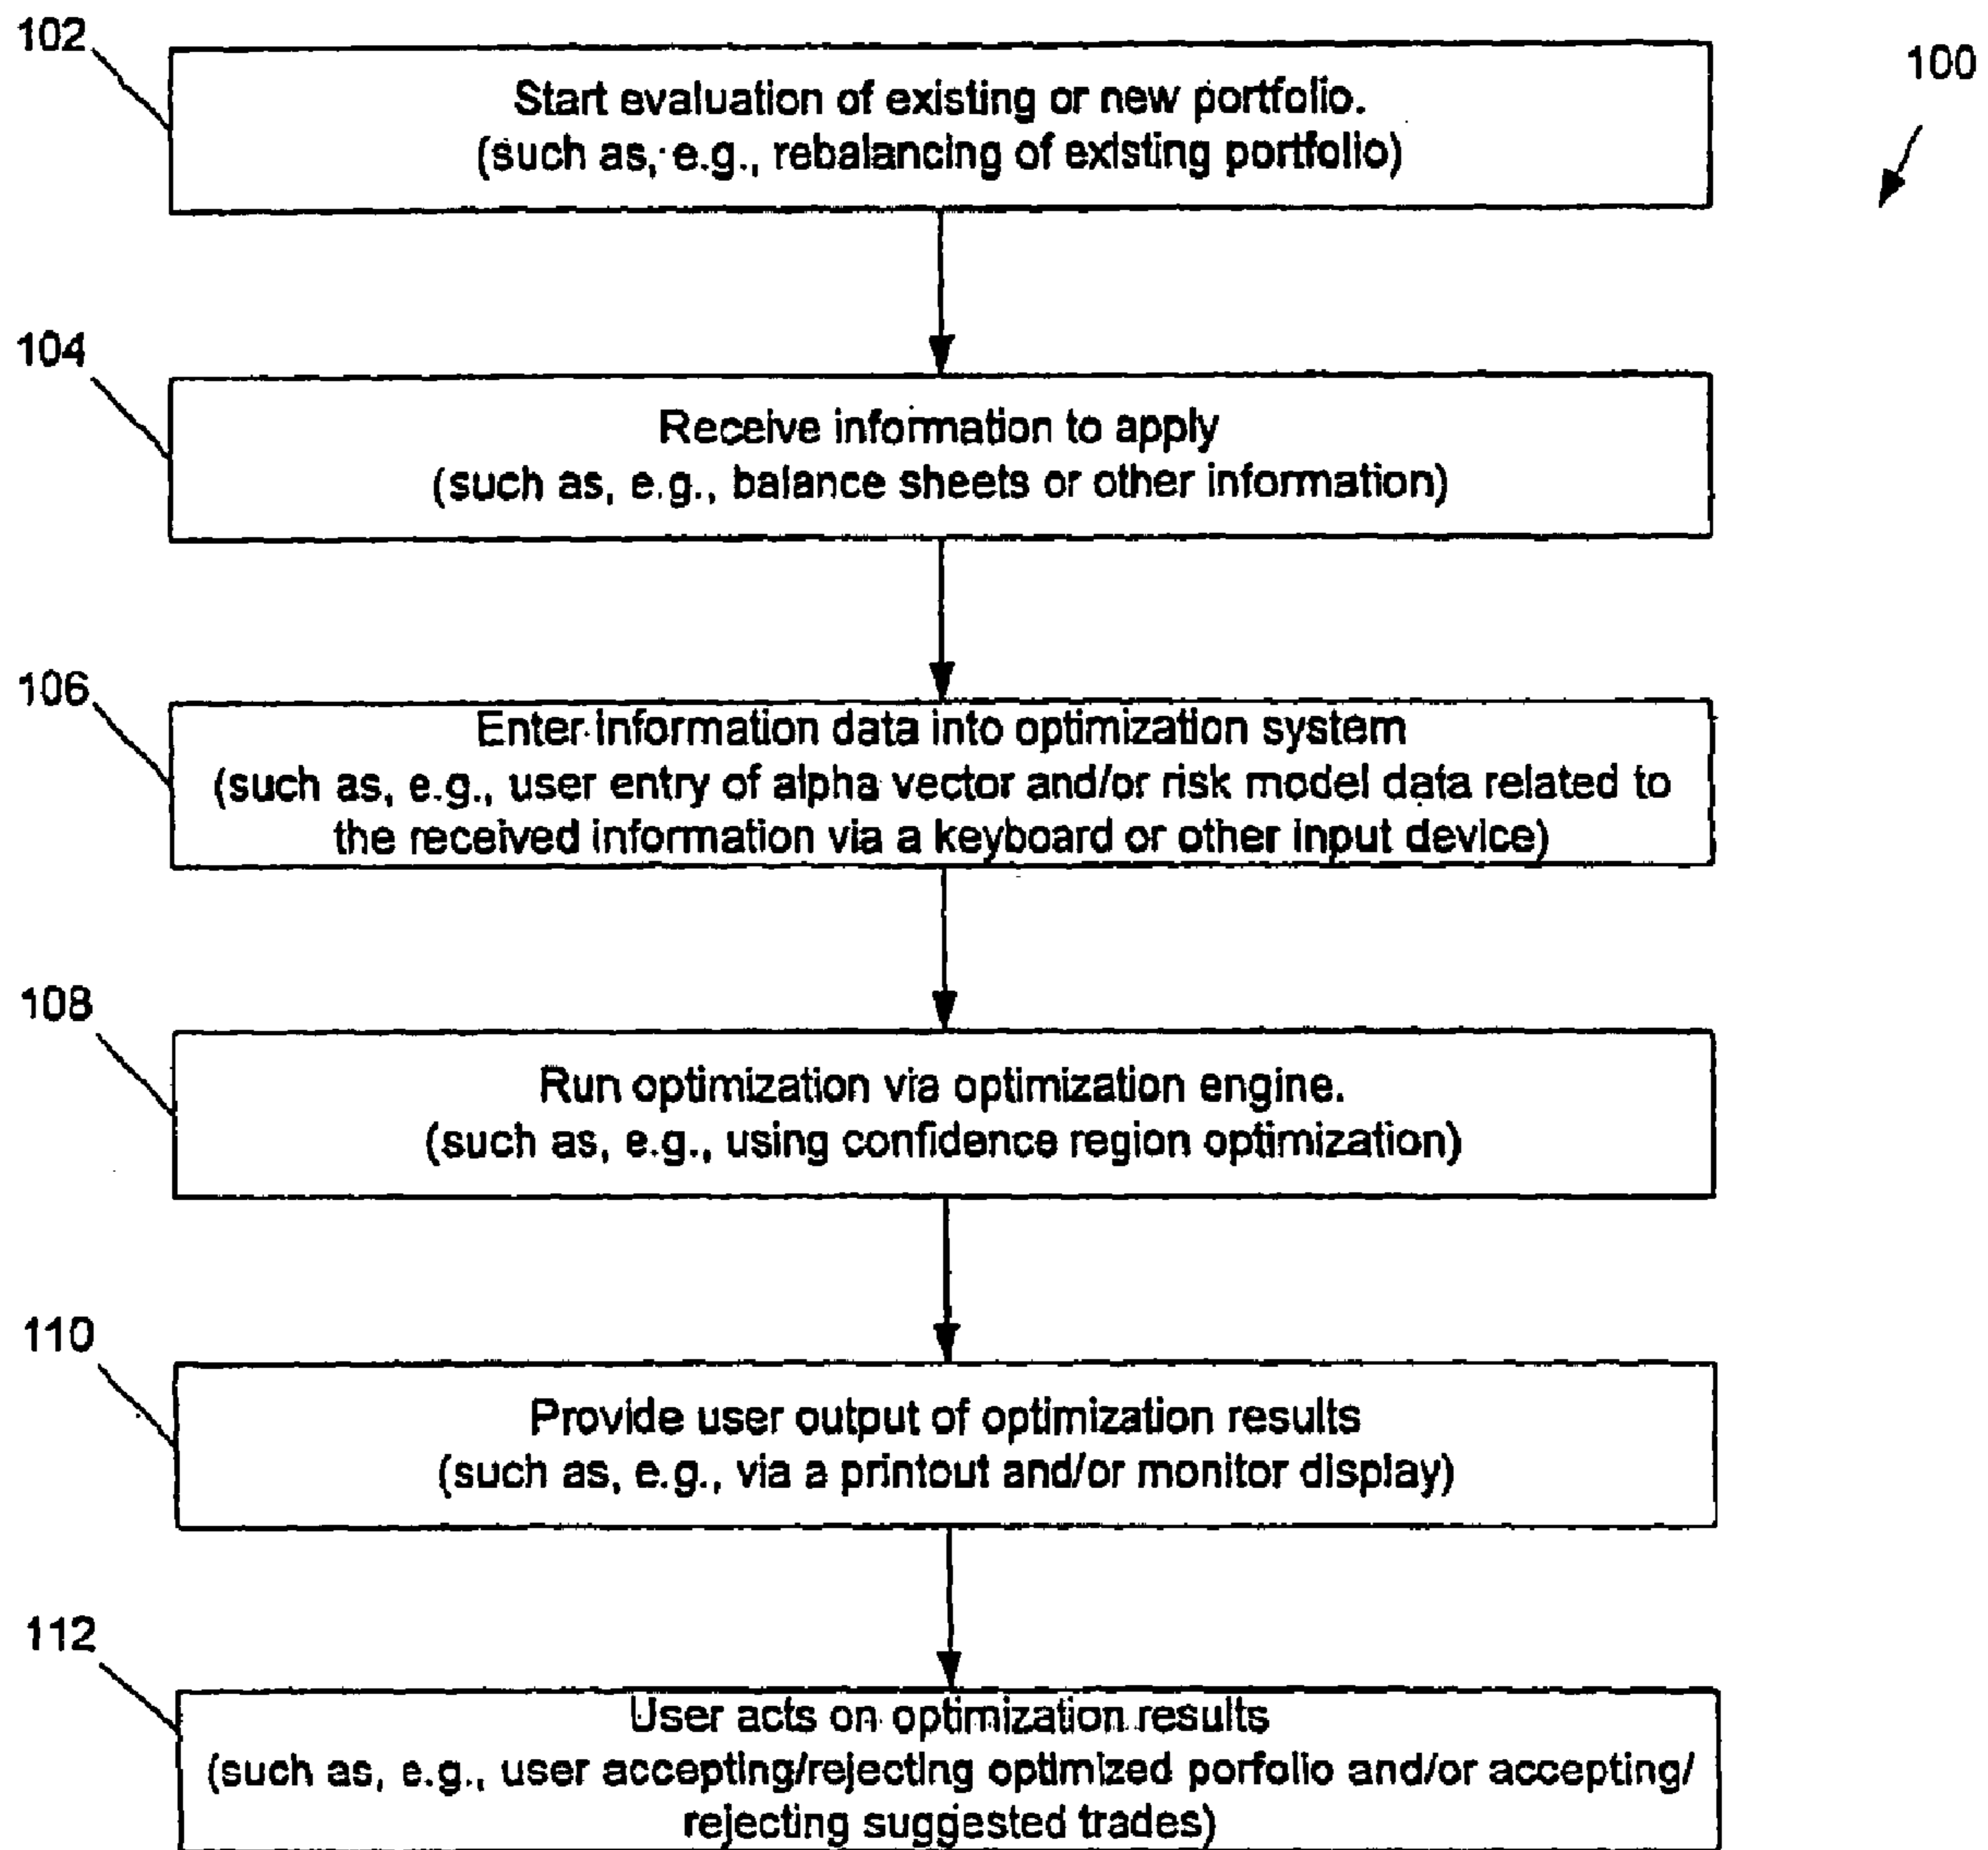 102
100
Start evaluation of existing or new portfolio.
(such as, e.g., rebalancing of existing portfolio)
104
Receive information to apply
(such as, e.g., balance sheets or other information)
106
Enter information data into optimization system
(such as, e.g., user entry of alpha vector and/or risk model data related to
the received information via a keyboard or other input device)
108
Run optimization via optimization engine.
(such as, e.g., using confidence region optimization)
110
Provide user output of optimization results
(such as, e.g., via a printout and/or monitor display)
112
User acts on optimization results
(such as, e.g., user accepting/rejecting optimized porfolio and/or accepting/
rejecting suggested trades)